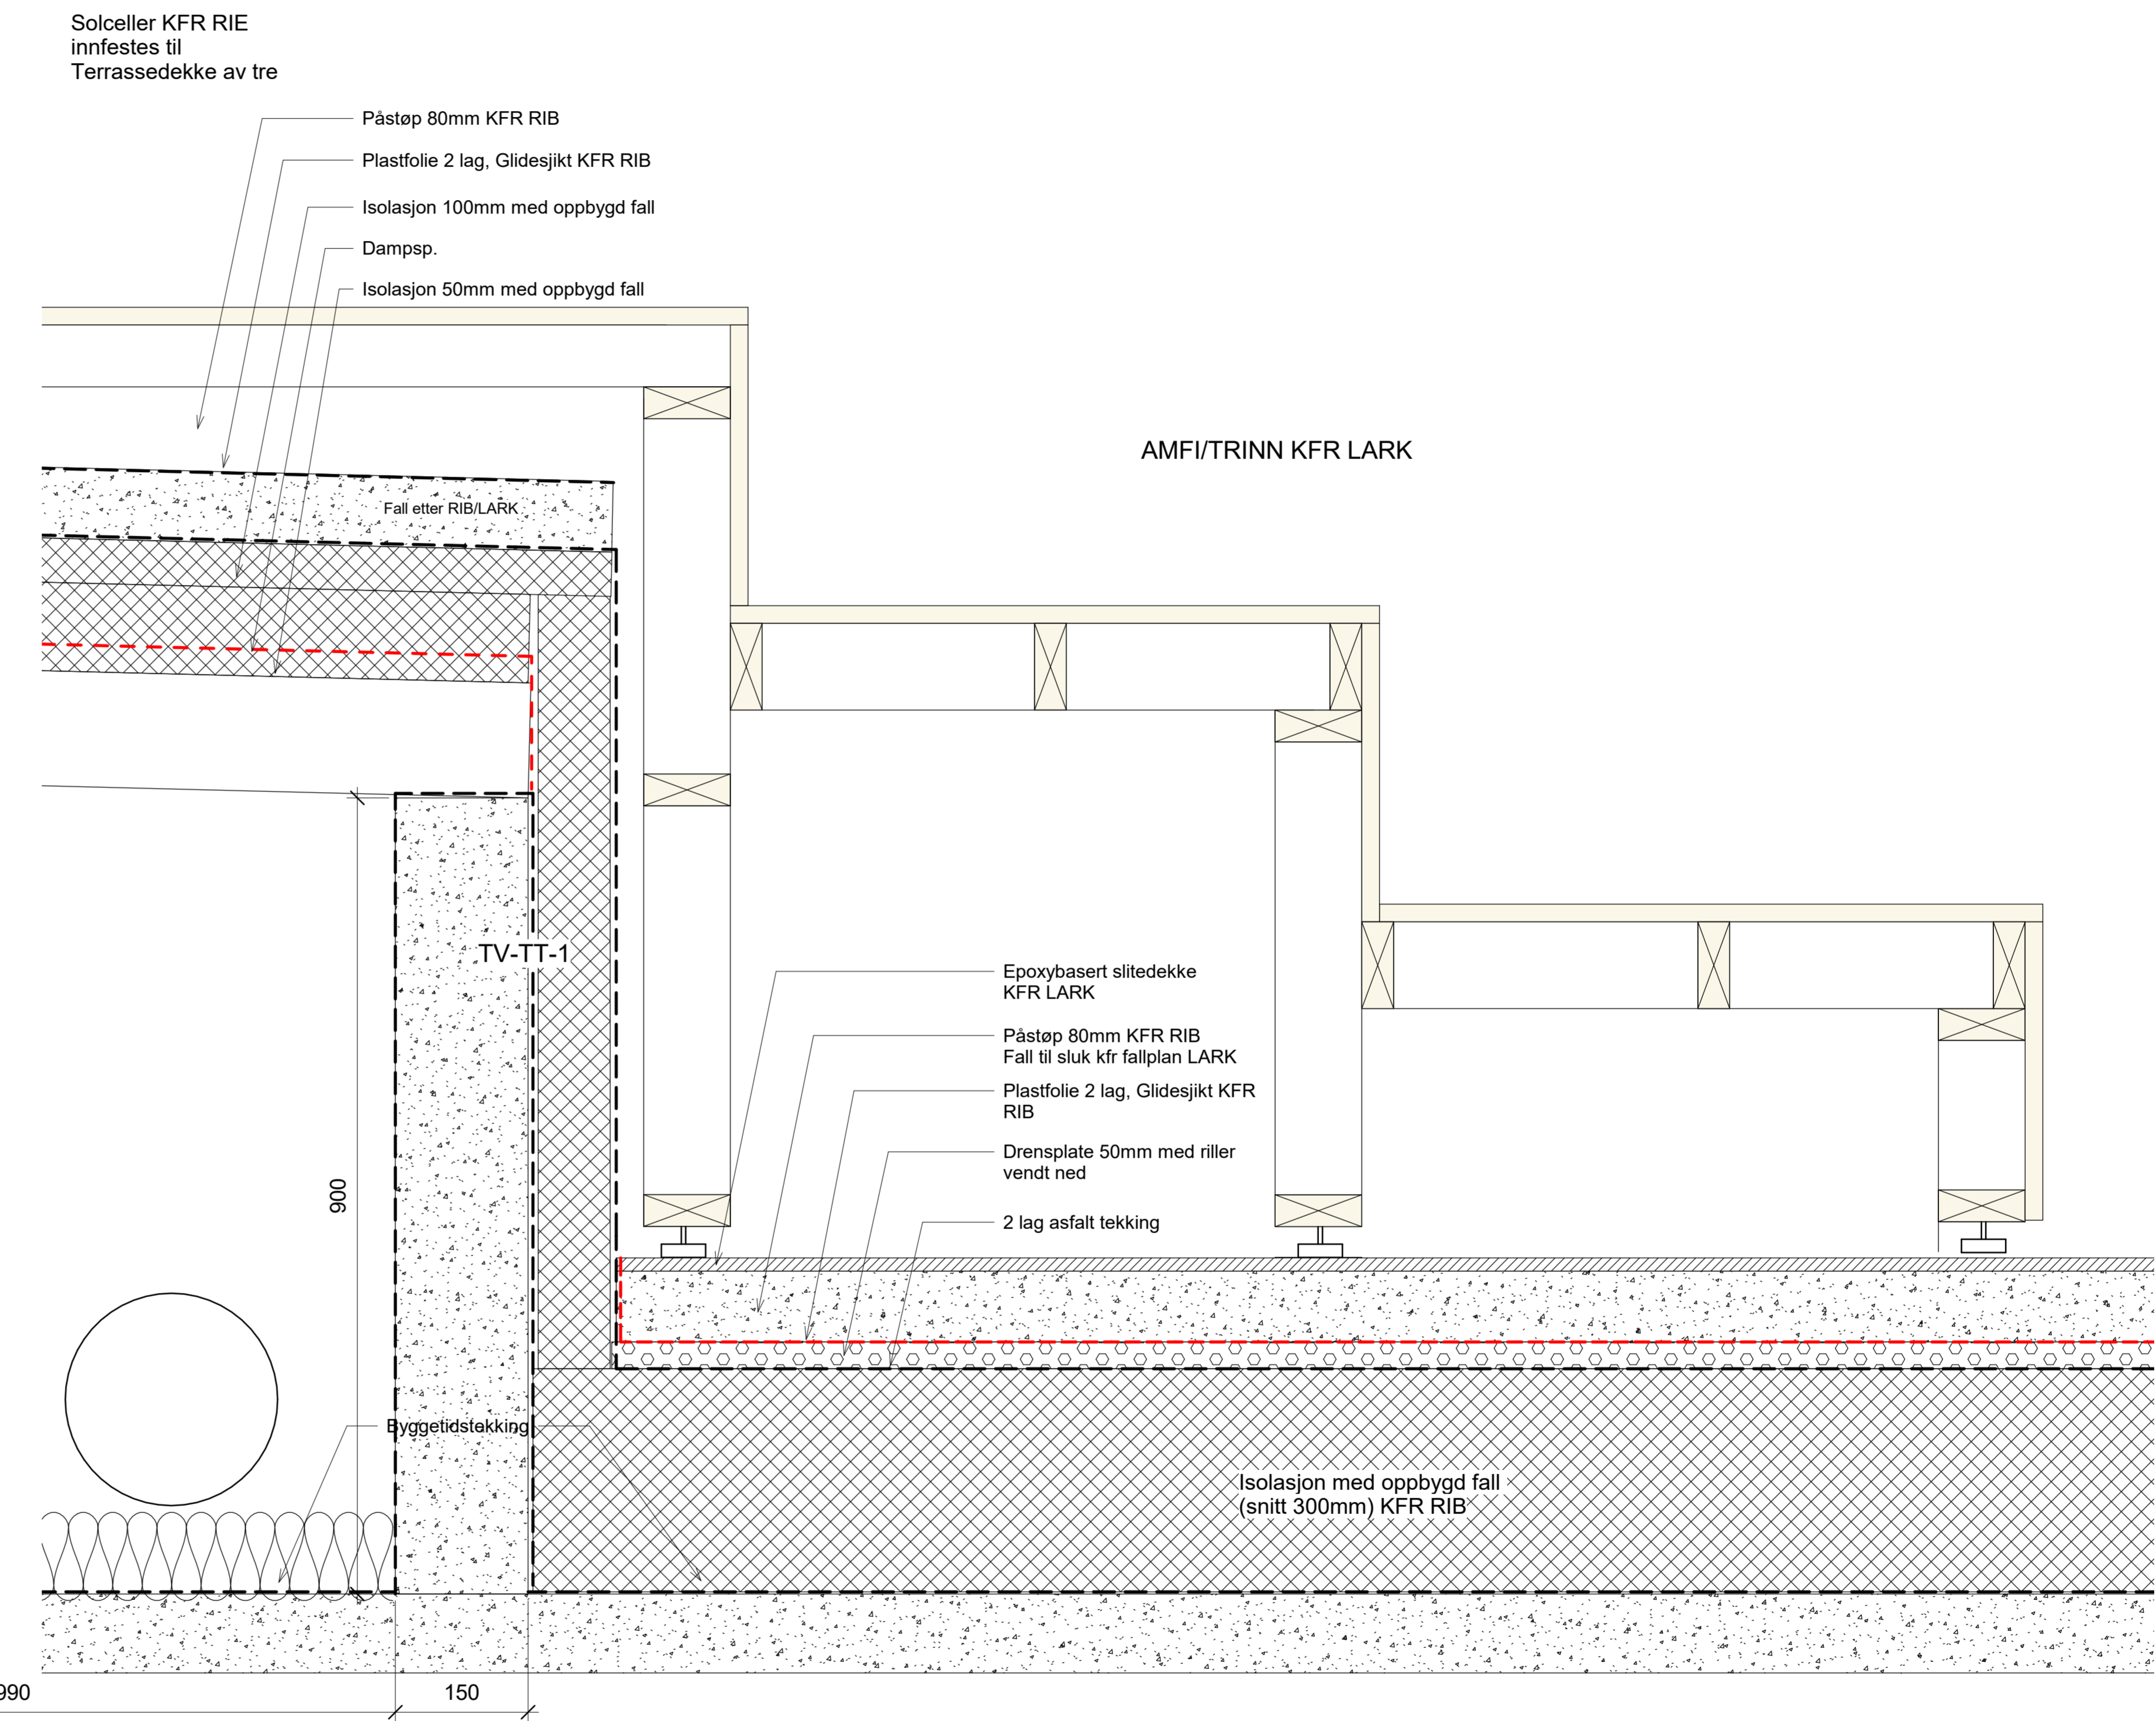 Solceller KFR RIE
innfestes til
Terrassedekke av tre
Påstøp 80mm KFR RIB
Plastfolie 2 lag, Glidesjikt KFR RIB
Isolasjon 100mm med oppbygd fall
Dampsp.
Isolasjon 50mm med oppbygd fall
AMFI/TRINN KFR LARK
Fall etter RIB/LARK
TV-TT-1
Epoxybasert slitedekke
KFR LARK
Påstøp 80mm KFR RIB
Fall til sluk kfr fallplan LARK
Plastfolie 2 lag, Glidesjikt KFR
RIB
Drensplate 50mm med riller
vendt ned
2 lag asfalt tekking
900
Byggetidstekking
Isolasjon med oppbygd fall
(snitt 300mm) KFR RIB
990
150